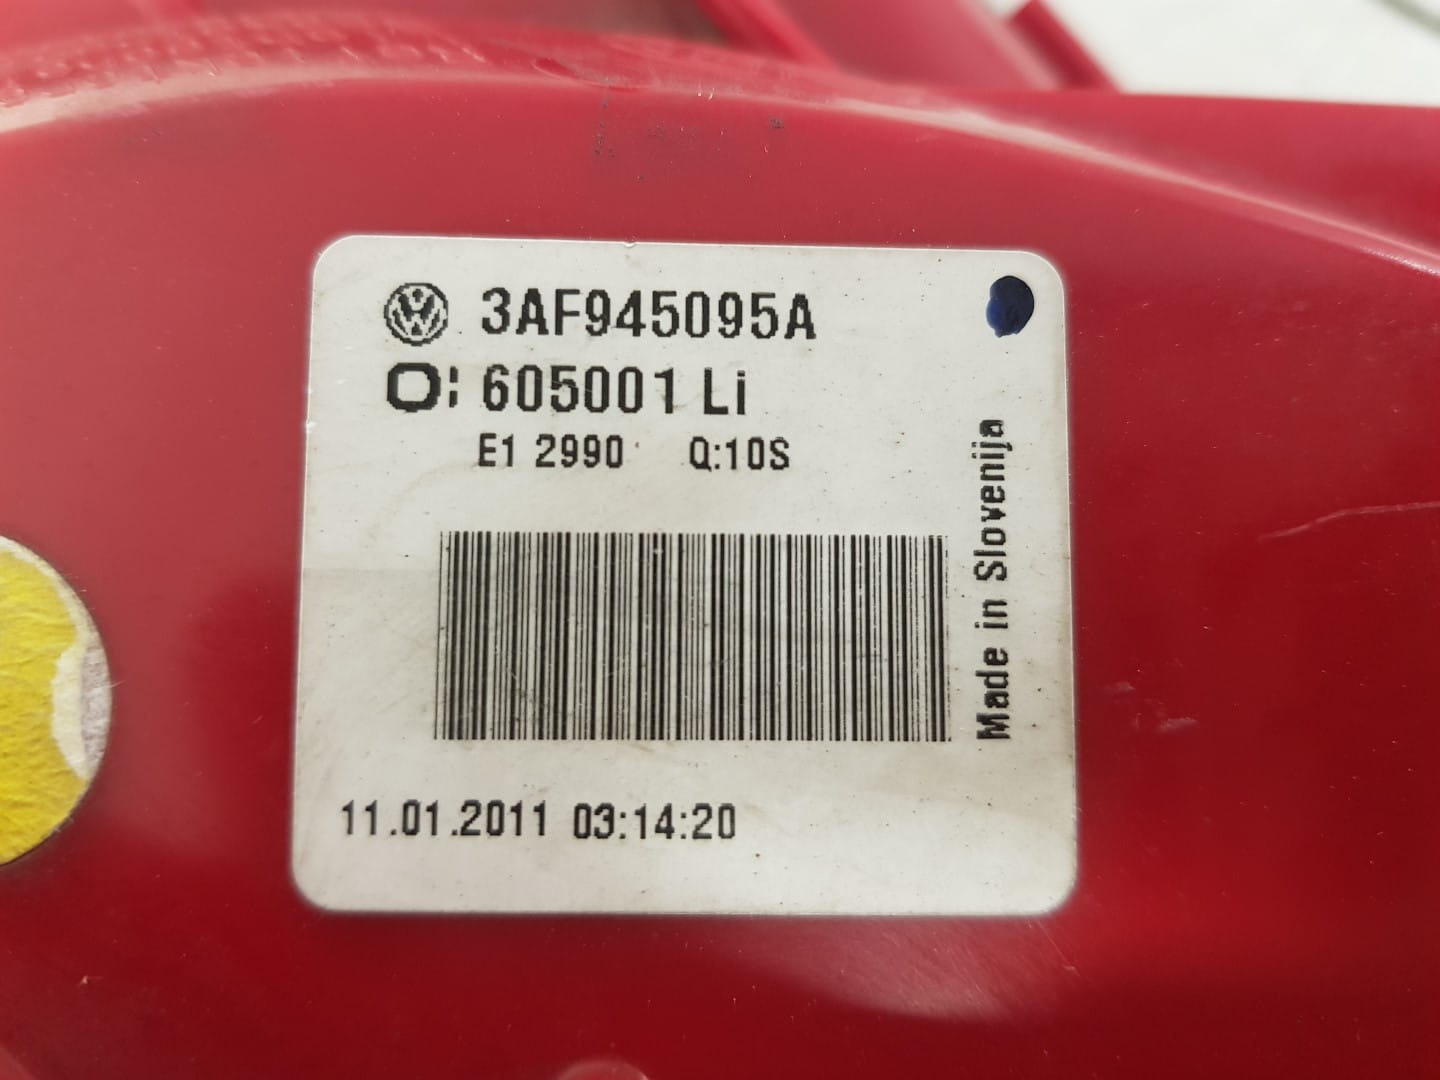 3AF945095A
O: 605001 Li
E1 2990 Q:10S
Made in Slovenija
11.01.2011 03:14:20